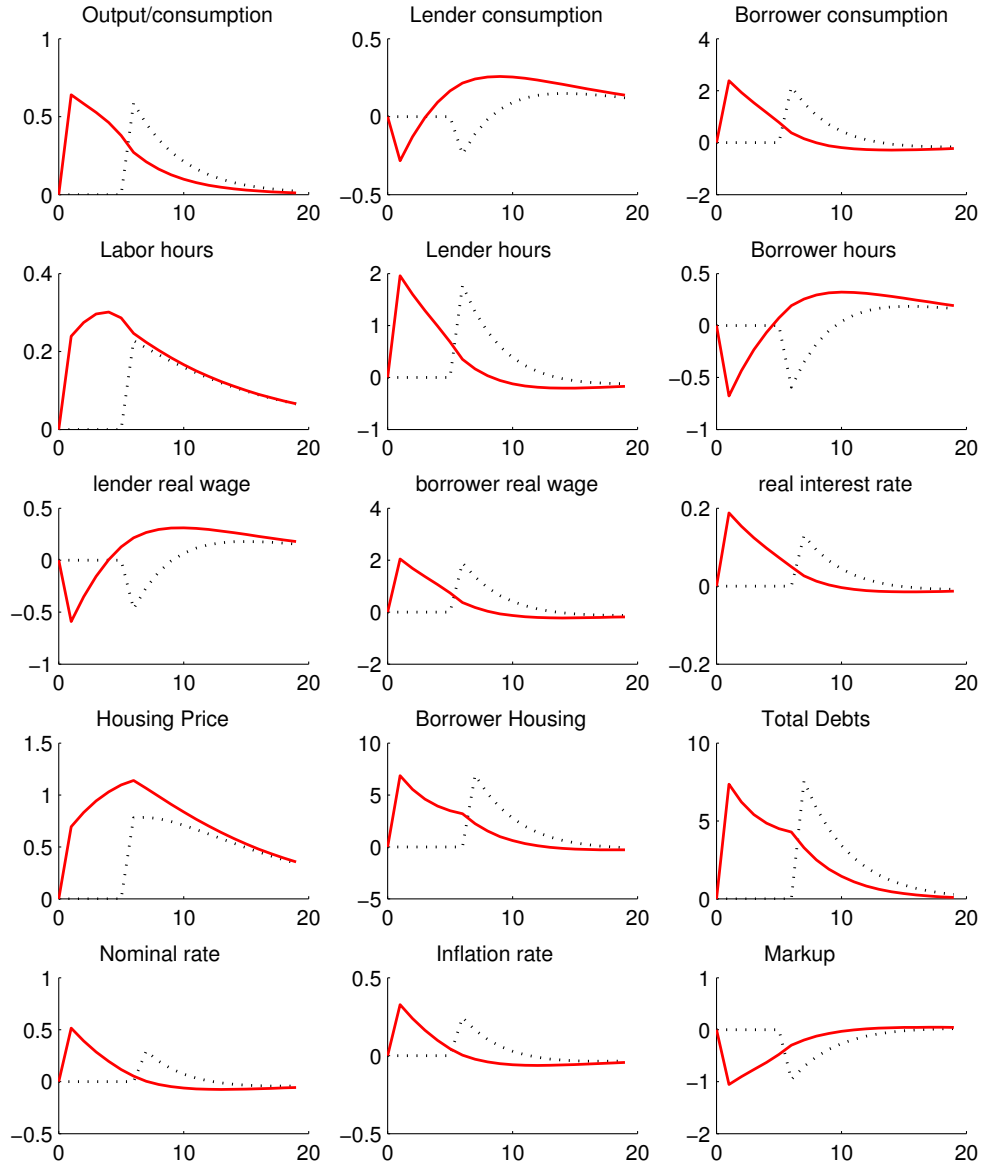 Output/consumption
1
0.5
0
0 10 20
Lender consumption
0.5
0
−0.5
0 10 20
Borrower consumption
4
2
0
−2
0 10 20
Labor hours
0.4
0.2
0
0 10 20
Lender hours
2
1
0
−1
0 10 20
Borrower hours
0.5
0
−0.5
−1
0 10 20
lender real wage
0.5
0
−0.5
−1
0 10 20
borrower real wage
4
2
0
−2
0 10 20
real interest rate
0.2
0
−0.2
0 10 20
Housing Price
1.5
1
0.5
0
0 10 20
Borrower Housing
10
5
0
−5
0 10 20
Total Debts
10
5
0
0 10 20
Nominal rate
1
0.5
0
−0.5
0 10 20
Inflation rate
0.5
0
−0.5
0 10 20
Markup
1
0
−1
−2
0 10 20